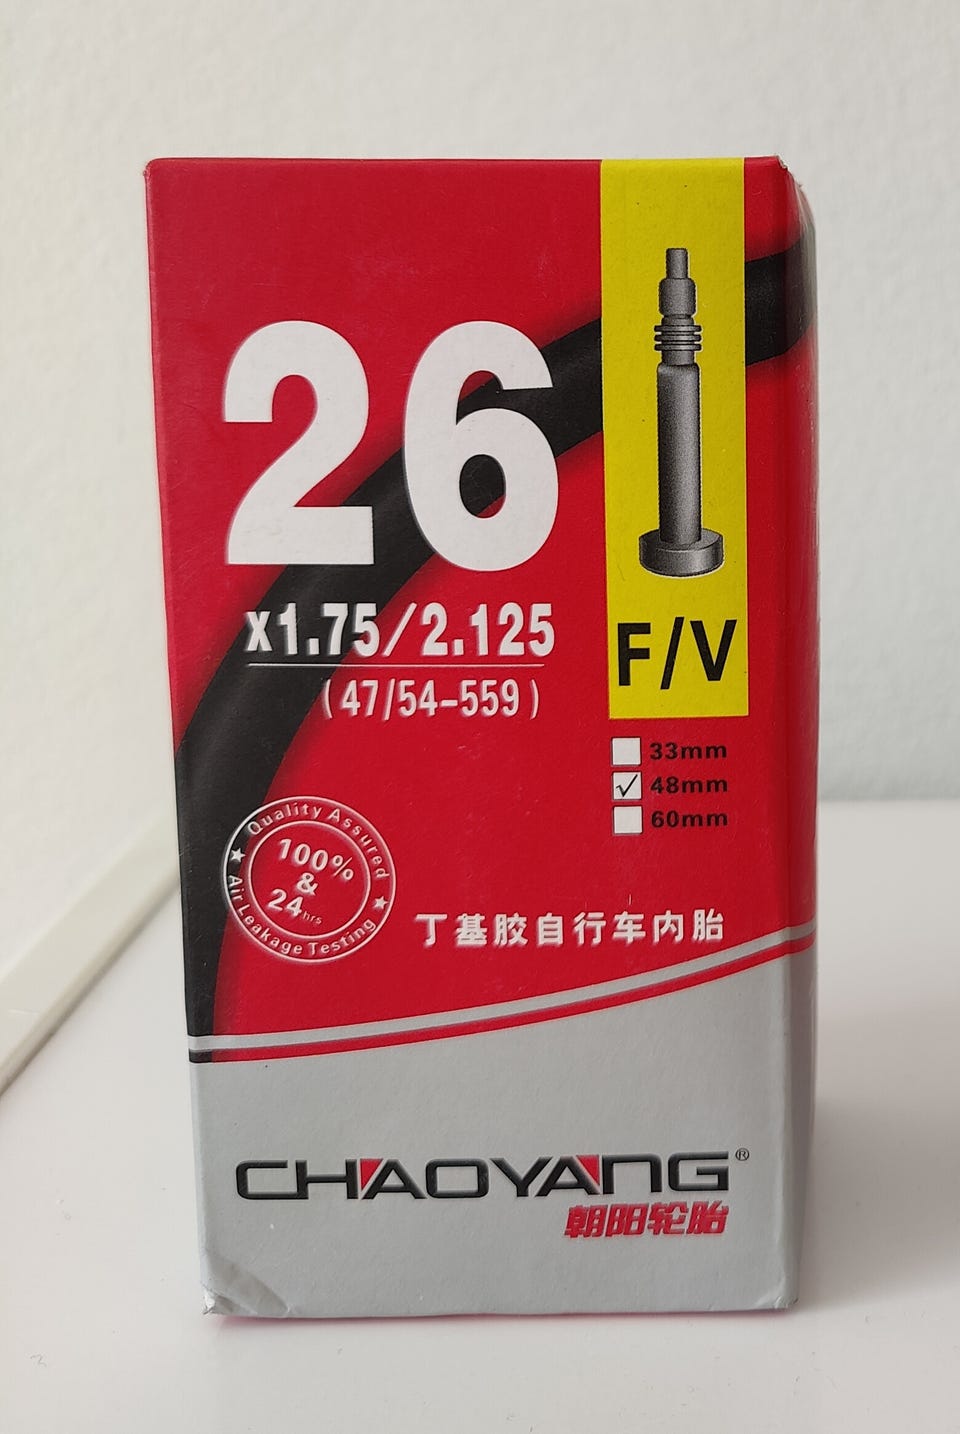 26
x1.75/2.125
(47/54-559)
F/V
33mm
48mm
60mm
Quality Assured
100%
&
24hrs
Air Leakage Testing
丁基胶自行车内胎
CHAOYANG®
朝阳轮胎